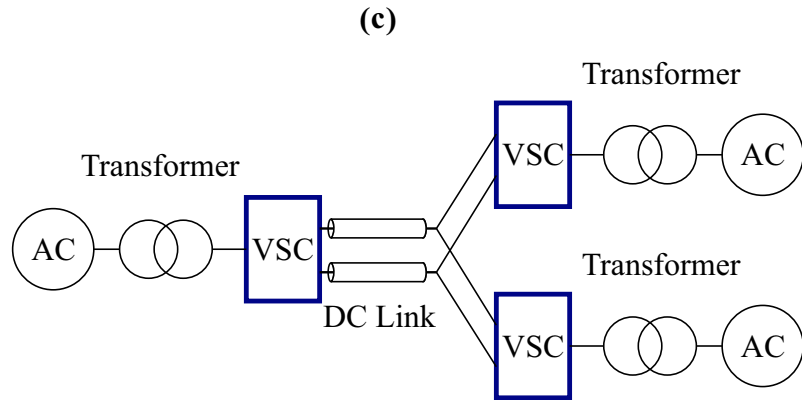 (c)
Transformer
Transformer
VSC
AC
AC
VSC
DC Link
Transformer
VSC
AC